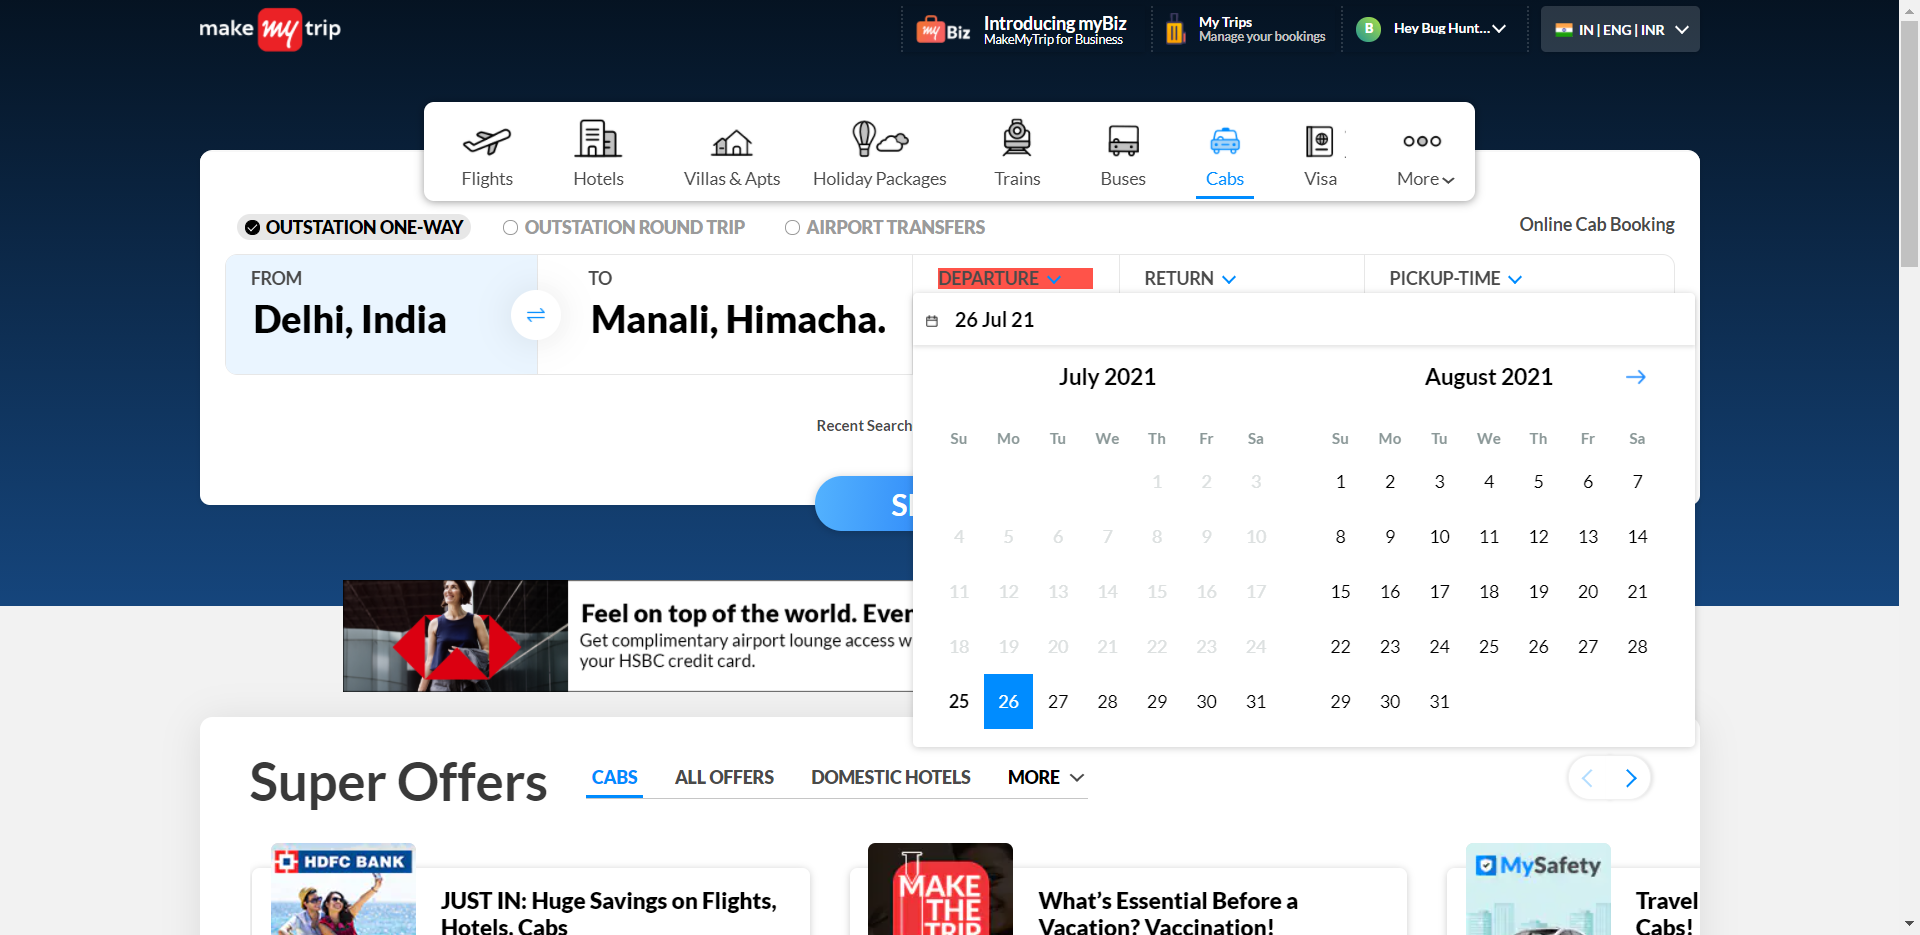 make my trip
my Biz
Introducing myBiz
MakeMyTrip for Business
My Trips
Manage your bookings
B
Hey Bug Hunt...
IN | ENG | INR
Flights
Hotels
Villas & Apts
Holiday Packages
Trains
Buses
Cabs
Visa
More
OUTSTATION ONE-WAY
OUTSTATION ROUND TRIP
AIRPORT TRANSFERS
Online Cab Booking
FROM
Delhi, India
TO
Manali, Himacha.
DEPARTURE
RETURN
PICKUP-TIME
26 Jul 21
July 2021
August 2021
Su Mo Tu We Th Fr Sa
1 2 3
4 5 6 7 8 9 10
11 12 13 14 15 16 17
18 19 20 21 22 23 24
25 26 27 28 29 30 31
Su Mo Tu We Th Fr Sa
1 2 3 4 5 6 7
8 9 10 11 12 13 14
15 16 17 18 19 20 21
22 23 24 25 26 27 28
29 30 31
Recent Search
Feel on top of the world. Ever
Get complimentary airport lounge access w
your HSBC credit card.
Super Offers
CABS
ALL OFFERS
DOMESTIC HOTELS
MORE
HDFC BANK
JUST IN: Huge Savings on Flights,
Hotels, Cabs
MAKE
THE
TRIP
What's Essential Before a
Vacation? Vaccination!
MySafety
Travel
Cabs!